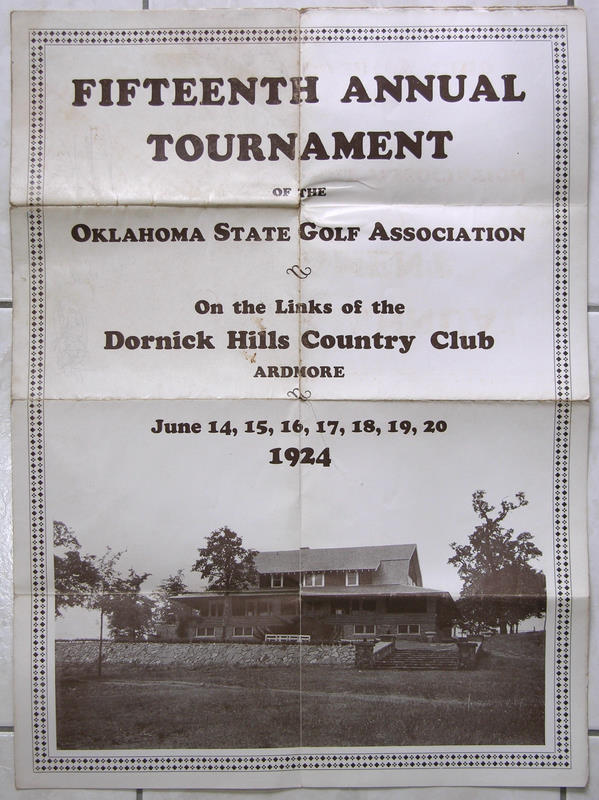 FIFTEENTH ANNUAL
TOURNAMENT
OF THE
OKLAHOMA STATE GOLF ASSOCIATION
On the Links of the
Dornick Hills Country Club
ARDMORE
June 14, 15, 16, 17, 18, 19, 20
1924